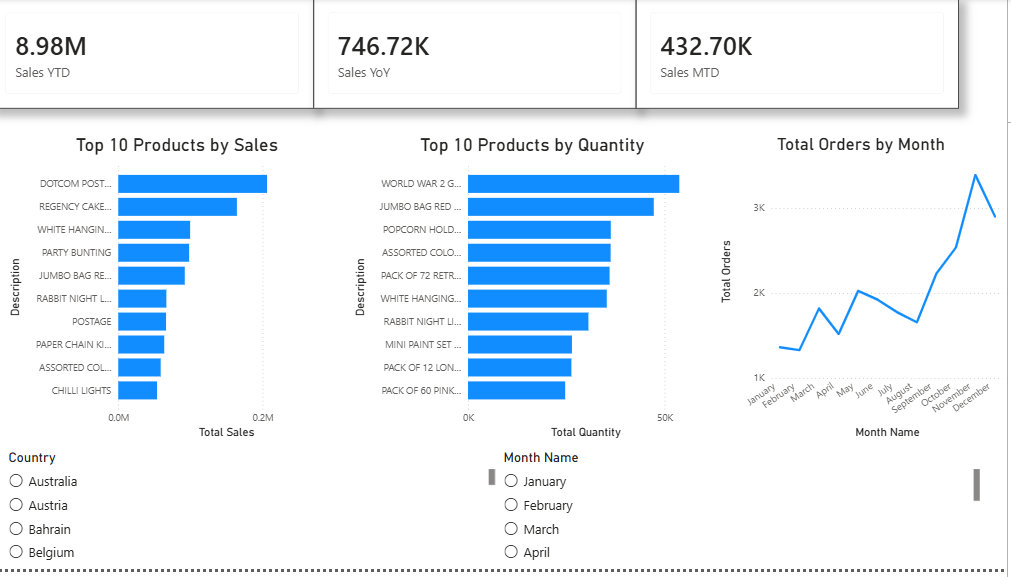 8.98M
Sales YTD
746.72K
Sales YoY
432.70K
Sales MTD
Top 10 Products by Sales
Description
DOTCOM POST...
REGENCY CAKE...
WHITE HANGIN...
PARTY BUNTING
JUMBO BAG RE...
RABBIT NIGHT L...
POSTAGE
PAPER CHAIN KI...
ASSORTED COL...
CHILLI LIGHTS
0.0M
0.2M
Total Sales
Top 10 Products by Quantity
Description
WORLD WAR 2 G...
JUMBO BAG RED ...
POPCORN HOLD...
ASSORTED COLO...
PACK OF 72 RETR...
WHITE HANGING...
RABBIT NIGHT LI...
MINI PAINT SET ...
PACK OF 12 LON...
PACK OF 60 PINK...
0K
50K
Total Quantity
Total Orders by Month
Total Orders
3K
2K
1K
January
February
March
April
May
June
July
August
September
October
November
December
Month Name
Country
Australia
Austria
Bahrain
Belgium
Month Name
January
February
March
April